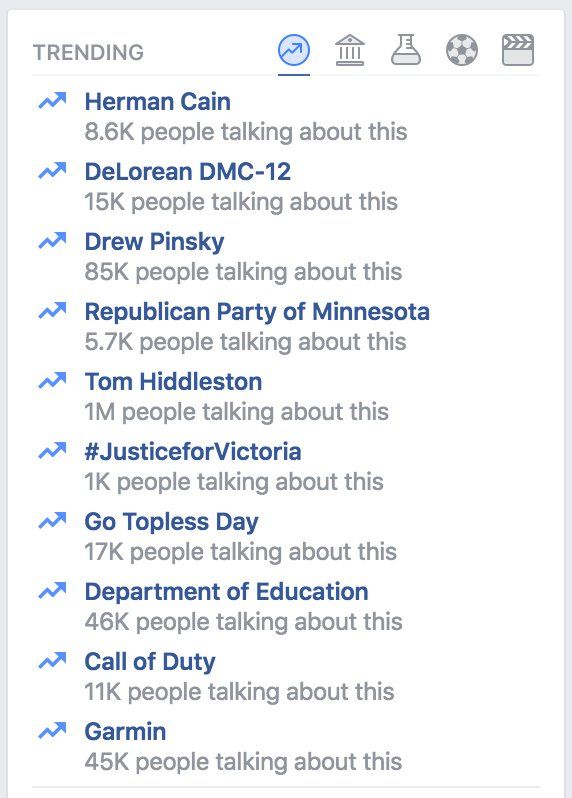 TRENDING
Herman Cain
8.6K people talking about this
DeLorean DMC-12
15K people talking about this
Drew Pinsky
85K people talking about this
Republican Party of Minnesota
5.7K people talking about this
Tom Hiddleston
1M people talking about this
#JusticeforVictoria
1K people talking about this
Go Topless Day
17K people talking about this
Department of Education
46K people talking about this
Call of Duty
11K people talking about this
Garmin
45K people talking about this